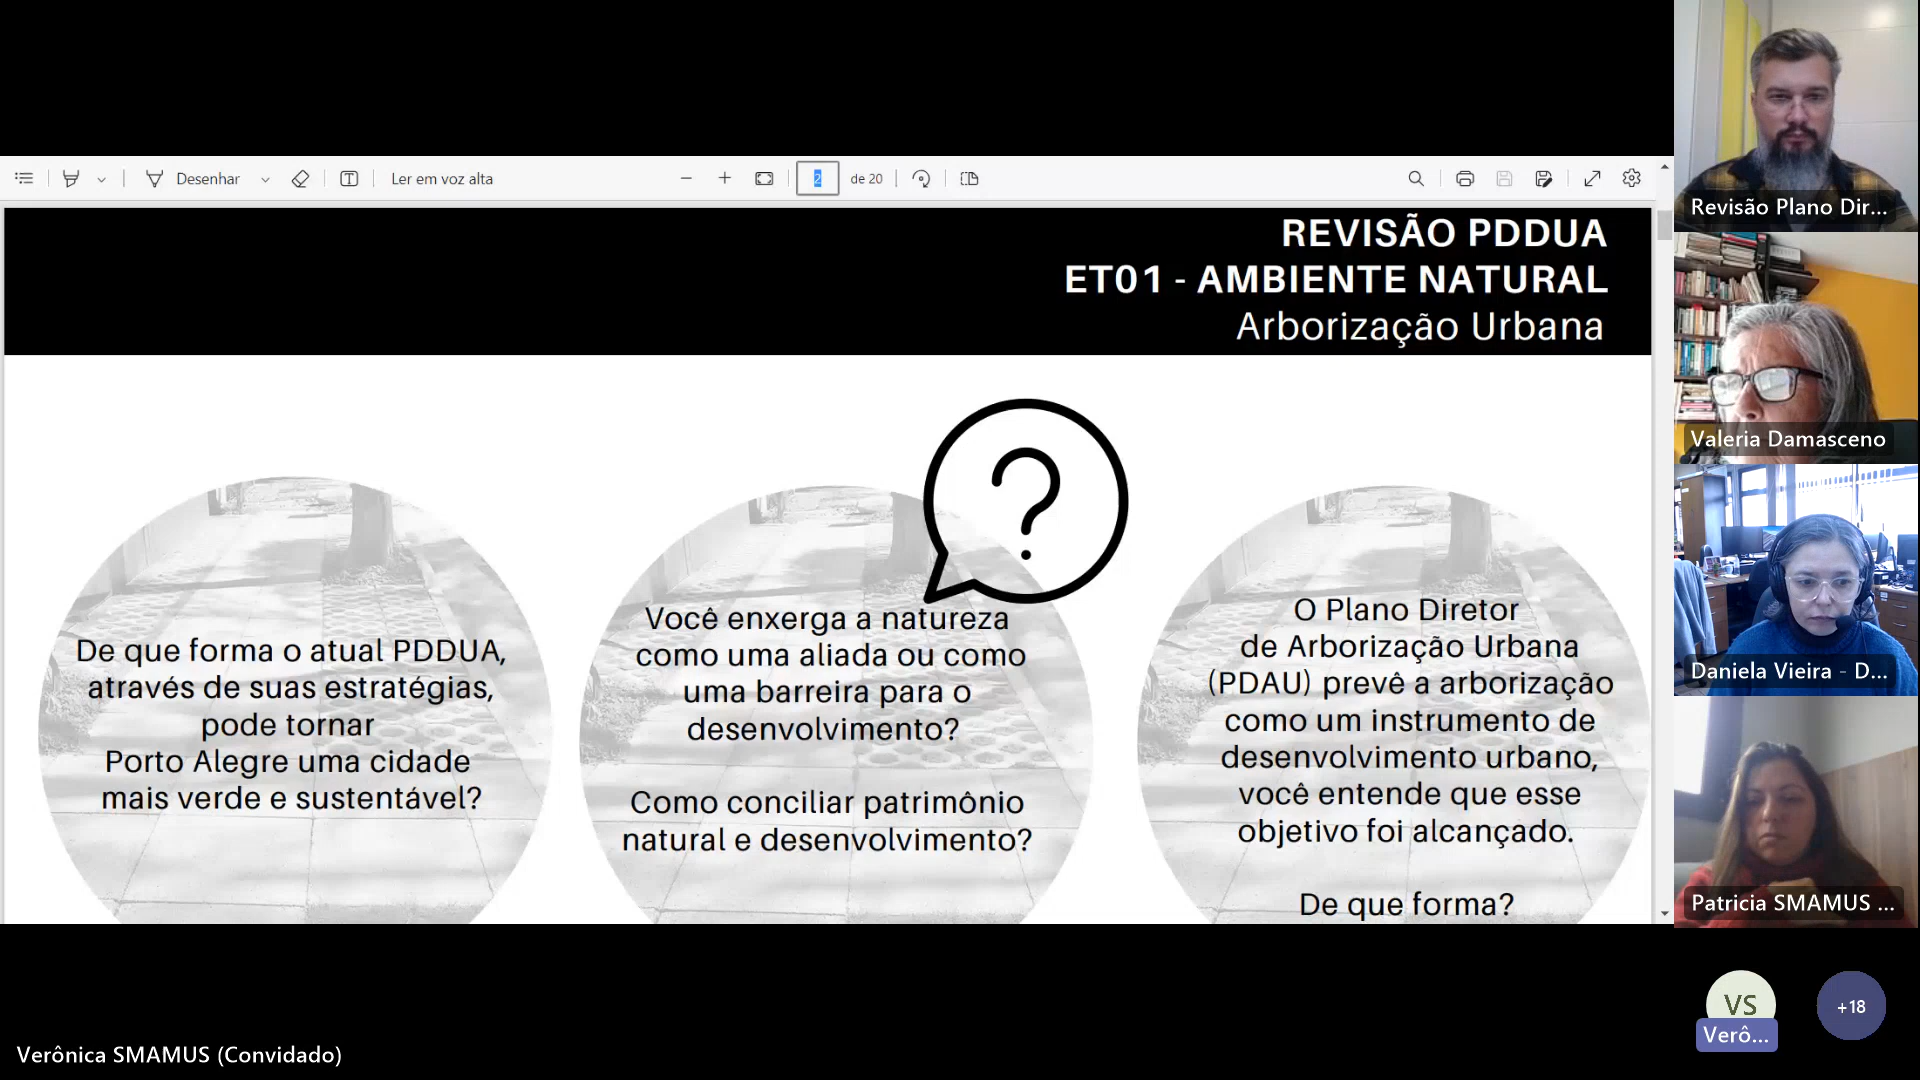 Desenhar
Ler em voz alta
2
de 20
REVISÃO PDDUA
ET01 - AMBIENTE NATURAL
Arborização Urbana
De que forma o atual PDDUA,
através de suas estratégias,
pode tornar
Porto Alegre uma cidade
mais verde e sustentável?
Você enxerga a natureza
como uma aliada ou como
uma barreira para o
desenvolvimento?
Como conciliar patrimônio
natural e desenvolvimento?
O Plano Diretor
de Arborização Urbana
(PDAU) prevê a arborização
como um instrumento de
desenvolvimento urbano,
você entende que esse
objetivo foi alcançado.
De que forma?
Revisão Plano Dir...
Valeria Damasceno
Daniela Vieira - D...
Patricia SMAMUS ...
VS
Verô...
+18
Verônica SMAMUS (Convidado)